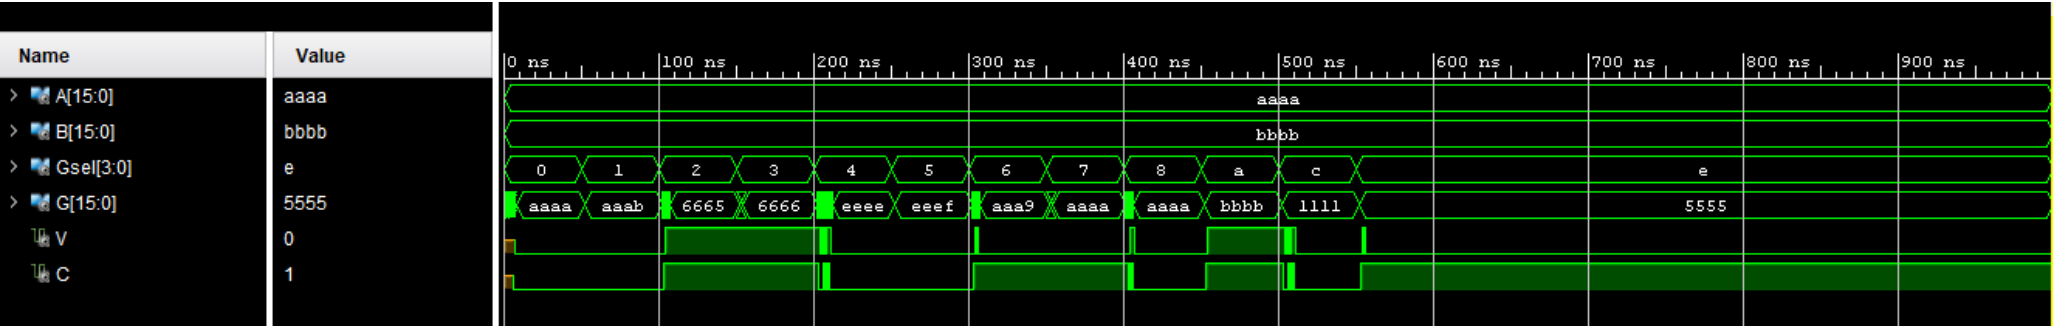 Name Value 0 ns 100 ns 200 ns 300 ns 400 ns 500 ns 600 ns 700 ns 800 ns 900 ns
A[15:0] aaaa aaaa
B[15:0] bbbb bbbb
Gsel[3:0] e 0 1 2 3 4 5 6 7 8 a c e
G[15:0] 5555 aaaa aaab 6665 6666 eeee eeef aaa9 aaaa aaaa bbbb 1111 5555
V 0
C 1